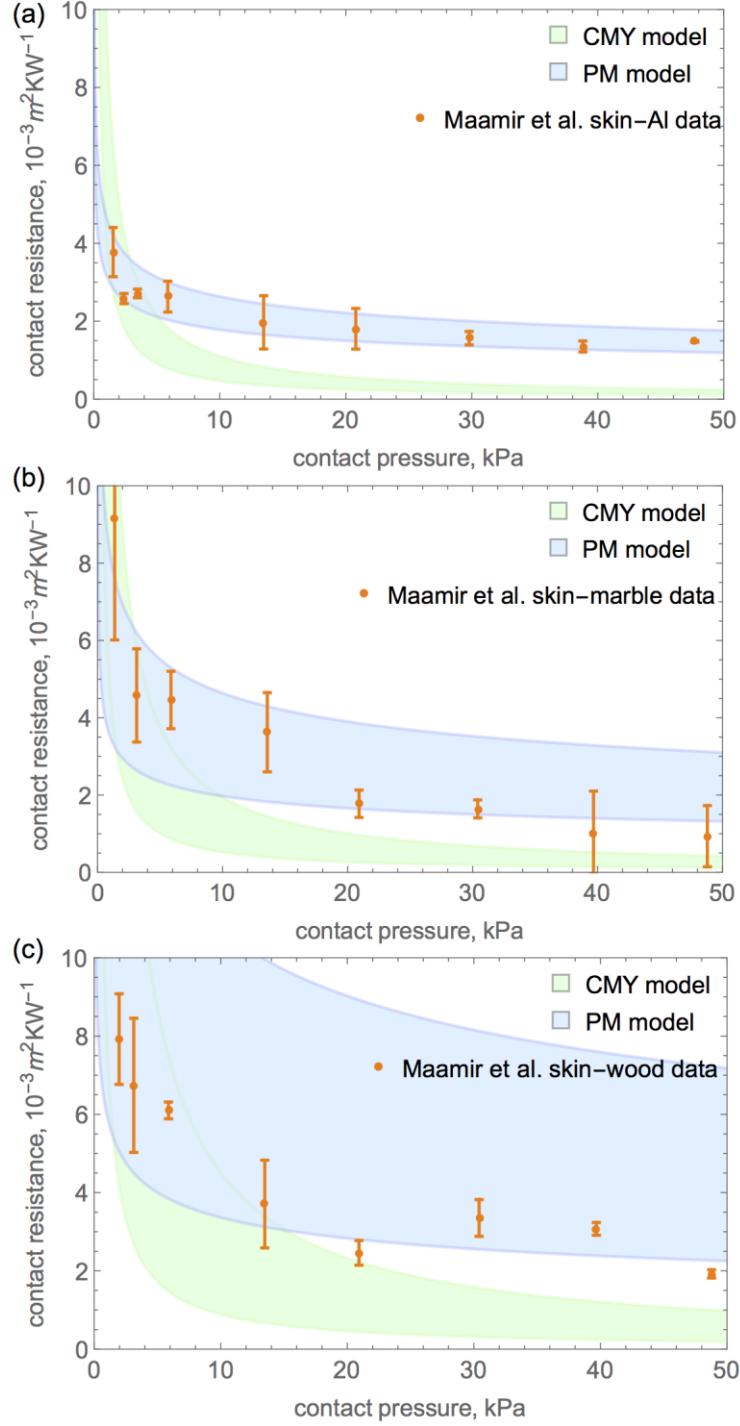 (a)
10
8
6
4
2
0
contact resistance, 10⁻³m²KW⁻¹
CMY model
PM model
Maamir et al. skin−Al data
0 10 20 30 40 50
contact pressure, kPa
(b)
10
8
6
4
2
0
contact resistance, 10⁻³m²KW⁻¹
CMY model
PM model
Maamir et al. skin−marble data
0 10 20 30 40 50
contact pressure, kPa
(c)
10
8
6
4
2
0
contact resistance, 10⁻³m²KW⁻¹
CMY model
PM model
Maamir et al. skin−wood data
0 10 20 30 40 50
contact pressure, kPa